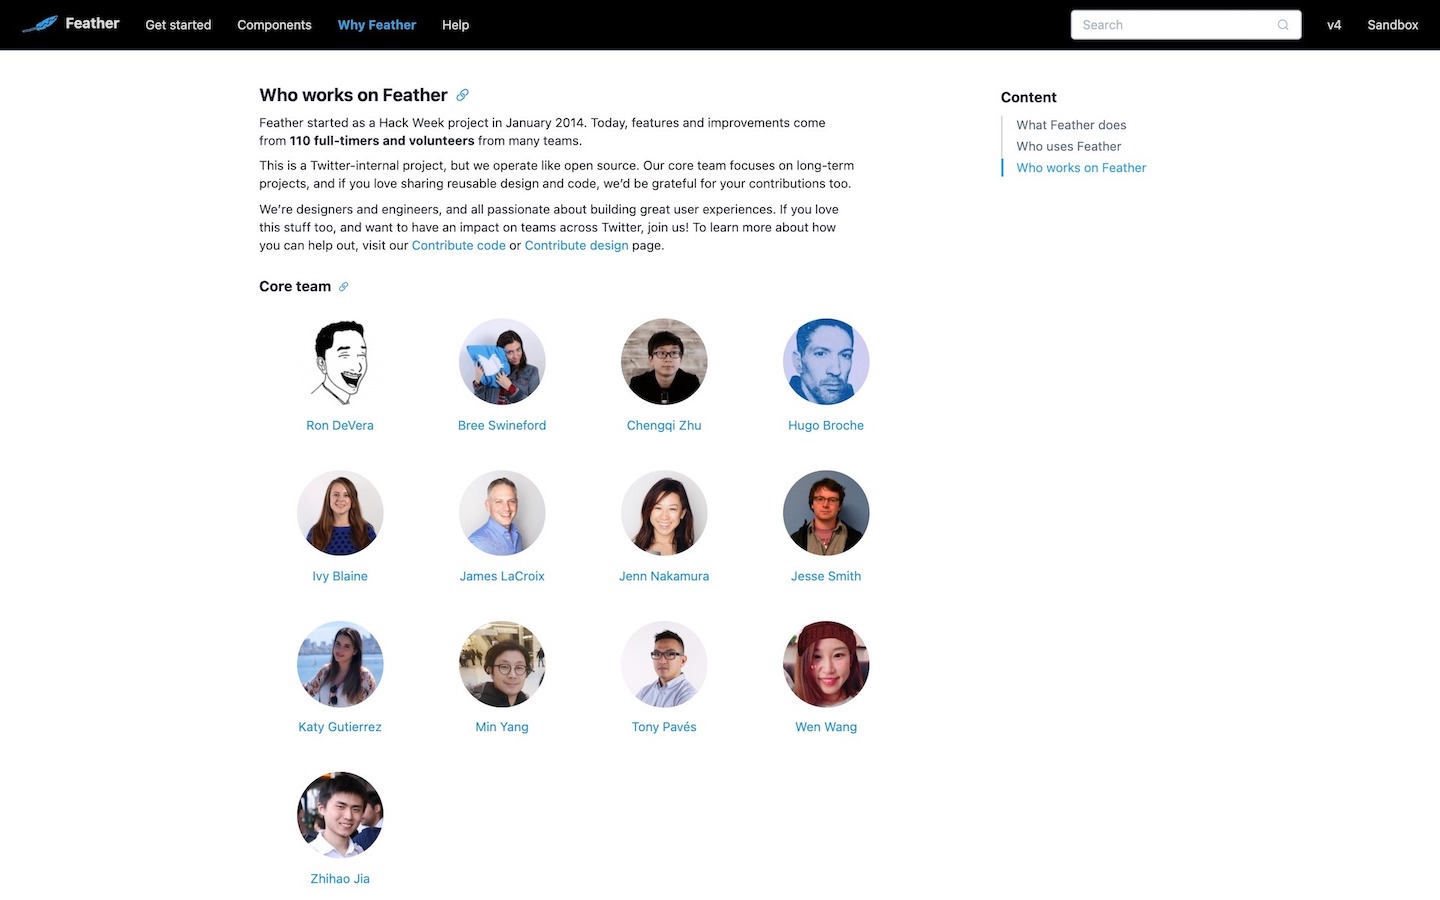 Feather
Get started
Components
Why Feather
Help
Search
v4
Sandbox
Who works on Feather
Feather started as a Hack Week project in January 2014. Today, features and improvements come
from 110 full-timers and volunteers from many teams.
This is a Twitter-internal project, but we operate like open source. Our core team focuses on long-term
projects, and if you love sharing reusable design and code, we’d be grateful for your contributions too.
We’re designers and engineers, and all passionate about building great user experiences. If you love
this stuff too, and want to have an impact on teams across Twitter, join us! To learn more about how
you can help out, visit our Contribute code or Contribute design page.
Core team
Ron DeVera
Bree Swineford
Chengqi Zhu
Hugo Broche
Ivy Blaine
James LaCroix
Jenn Nakamura
Jesse Smith
Katy Gutierrez
Min Yang
Tony Pavés
Wen Wang
Zhihao Jia
Content
What Feather does
Who uses Feather
Who works on Feather